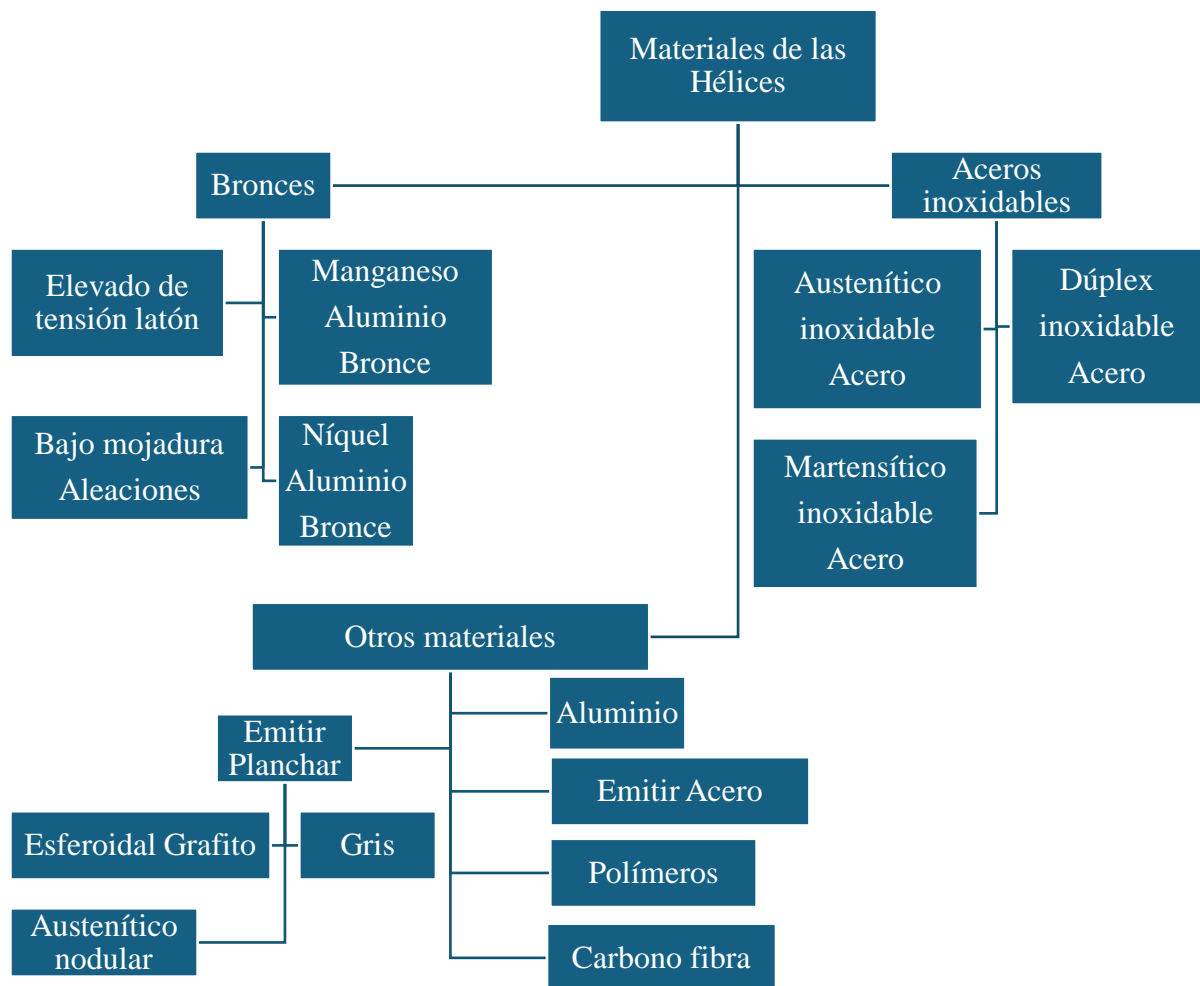 Materiales de las
Hélices
Bronces
Aceros
inoxidables
Elevado de
tensión latón
Manganeso
Aluminio
Bronce
Austenítico
inoxidable
Acero
Dúplex
inoxidable
Acero
Bajo mojadura
Aleaciones
Níquel
Aluminio
Bronce
Martensítico
inoxidable
Acero
Otros materiales
Aluminio
Emitir
Planchar
Emitir Acero
Esferoidal Grafito
Gris
Polímeros
Austenítico
nodular
Carbono fibra